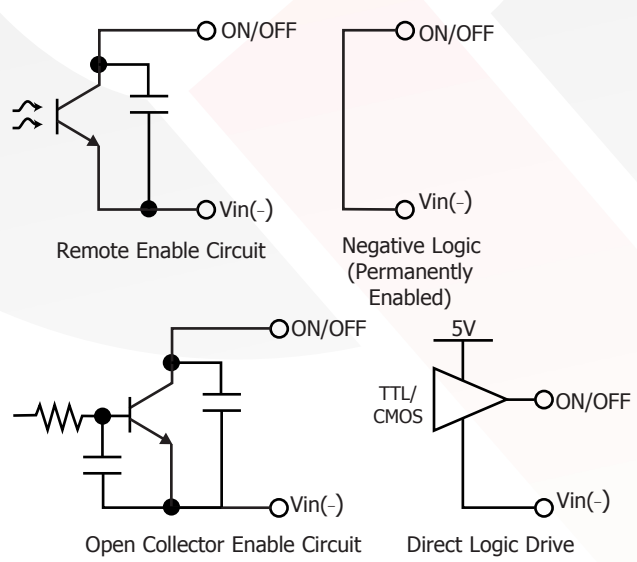 ON/OFF
Vin(-)
Remote Enable Circuit
ON/OFF
Vin(-)
Negative Logic
(Permanently
Enabled)
ON/OFF
Vin(-)
Open Collector Enable Circuit
5V
TTL/
CMOS
ON/OFF
Vin(-)
Direct Logic Drive